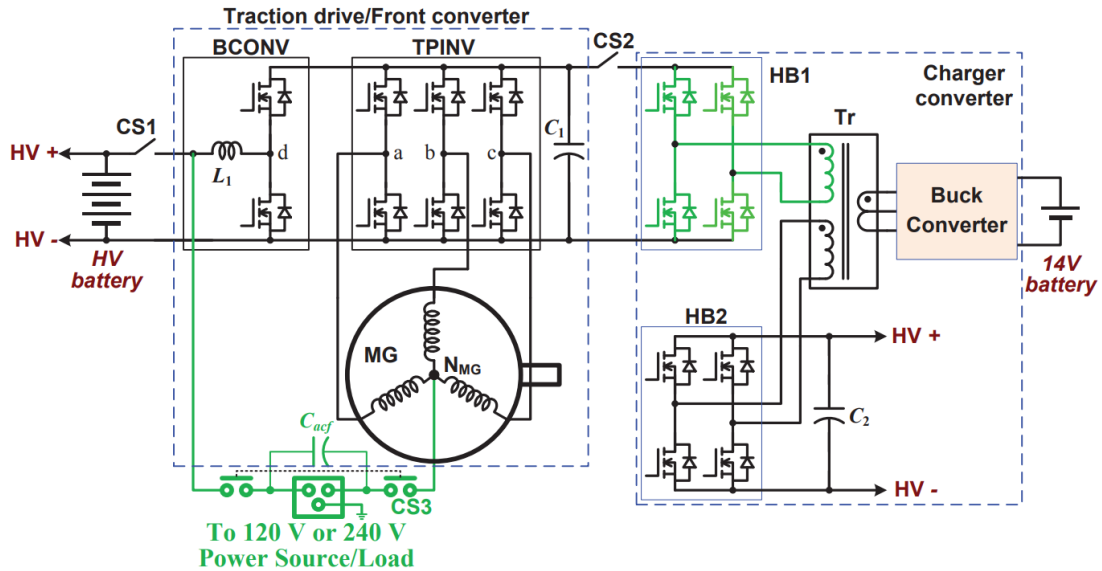 Traction drive/Front converter
BCONV
TPINV
CS2
HB1
Charger
converter
CS1
C1
Tr
HV +
L1
d
a
b
c
Buck
Converter
HV -
HV
battery
14V
battery
HB2
HV +
MG
NMG
C2
Cacf
HV -
CS3
To 120 V or 240 V
Power Source/Load